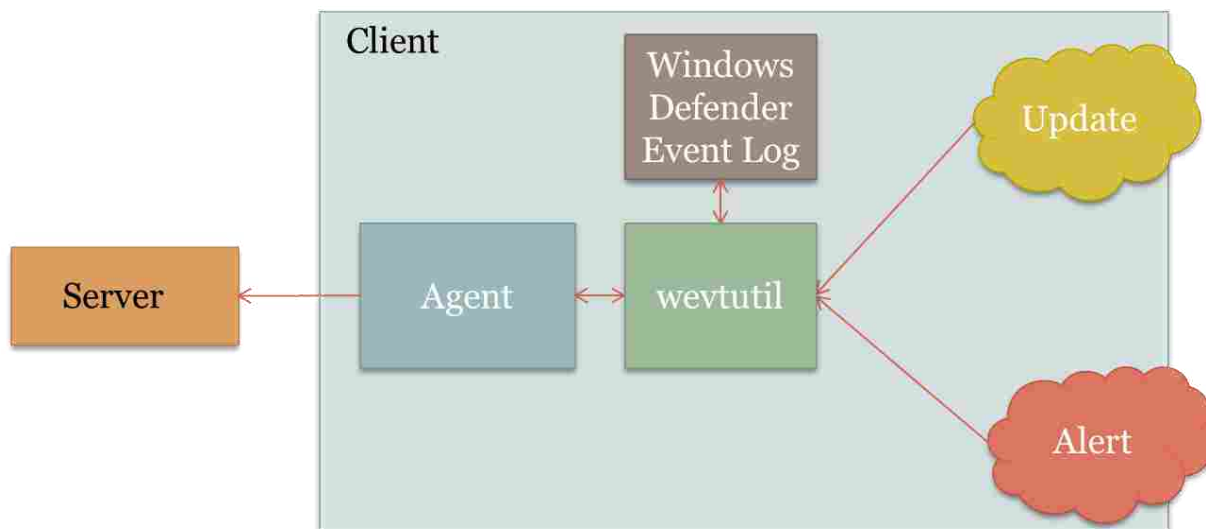 Client
Windows
Defender
Event Log
Update
Server
Agent
wevtutil
Alert